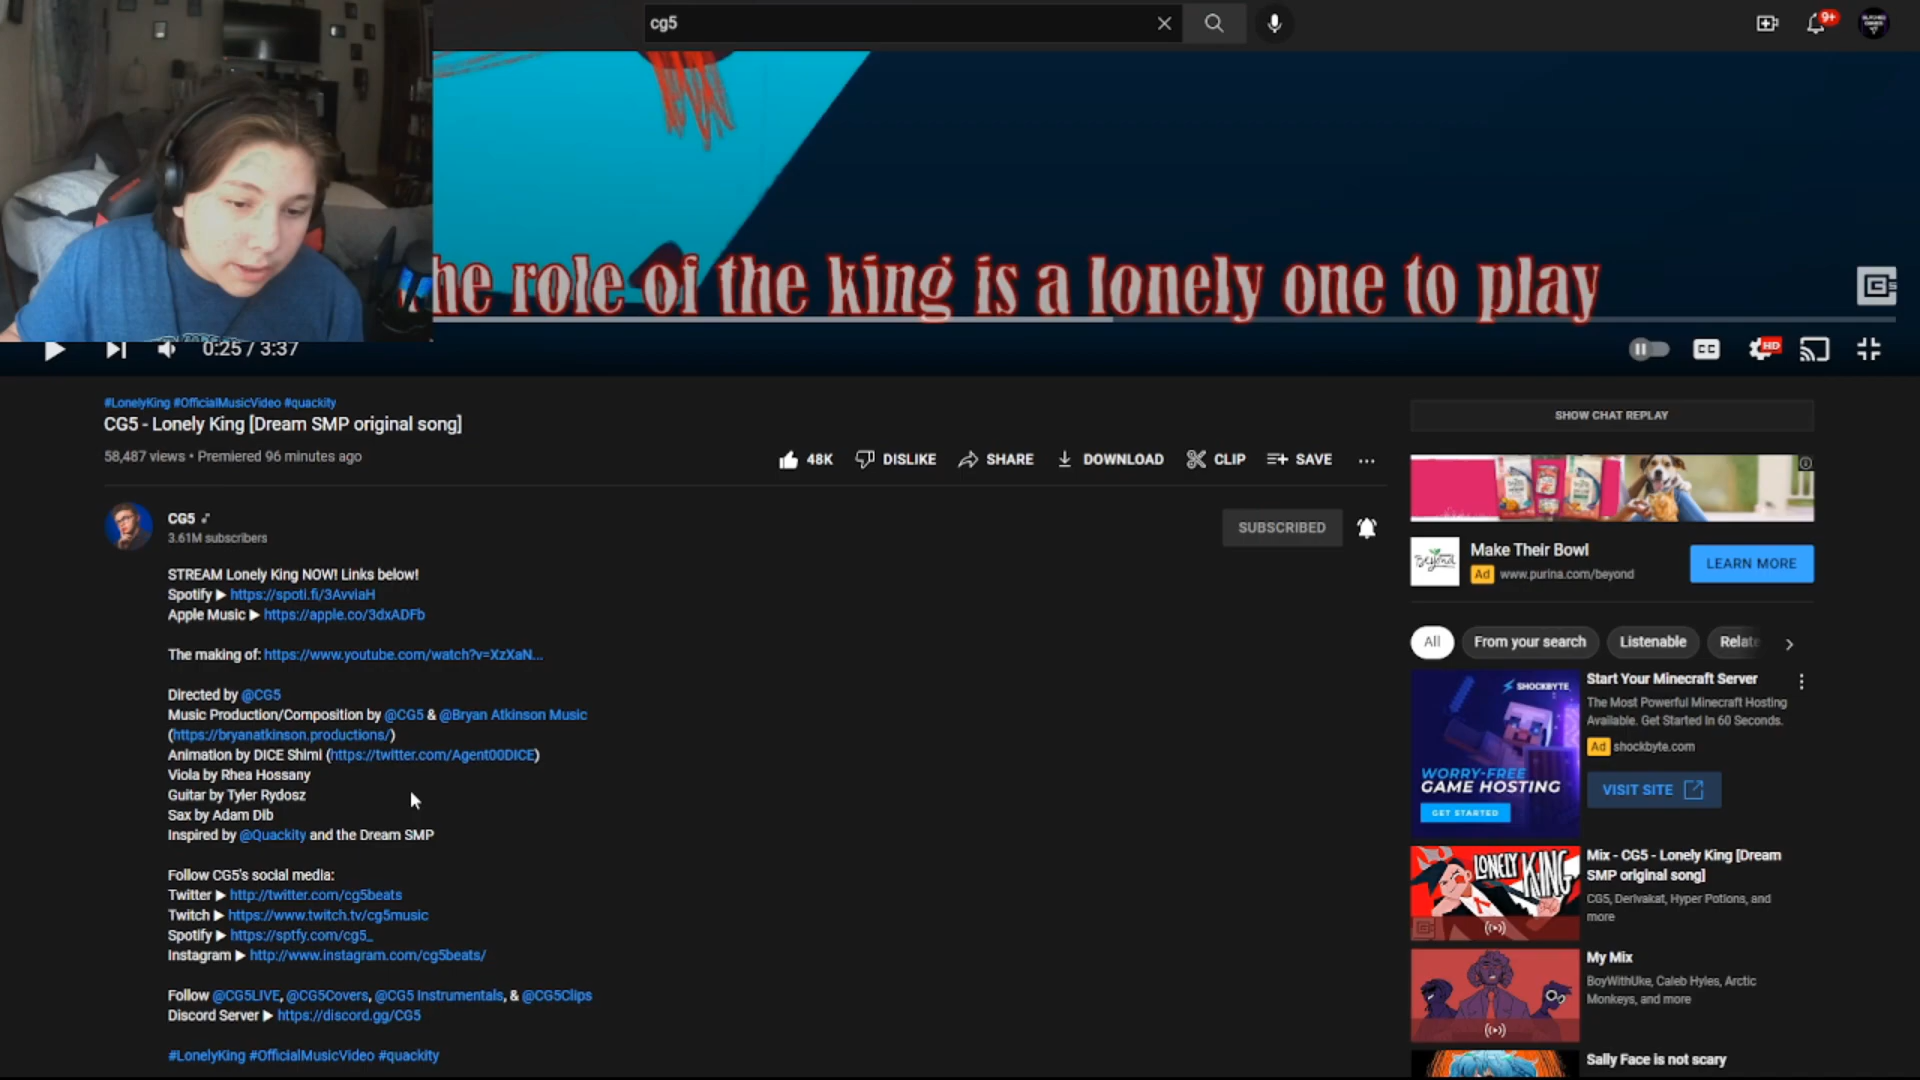 cg5
9+
he role of the king is a lonely one to play
0:25 / 3:37
CC
HD
#LonelyKing #OfficialMusicVideo #quackity
CG5 - Lonely King [Dream SMP original song]
58,487 views • Premiered 96 minutes ago
48K
DISLIKE
SHARE
DOWNLOAD
CLIP
SAVE
CG5
3.61M subscribers
SUBSCRIBED
STREAM Lonely King NOW! Links below!
Spotify ▶ https://spoti.fi/3AvviaH
Apple Music ▶ https://apple.co/3dxADFb
The making of: https://www.youtube.com/watch?v=XzXaN...
Directed by @CG5
Music Production/Composition by @CG5 & @Bryan Atkinson Music
(https://bryanatkinson.productions/)
Animation by DICE Shimi (https://twitter.com/Agent00DICE)
Viola by Rhea Hossany
Guitar by Tyler Rydosz
Sax by Adam Dib
Inspired by @Quackity and the Dream SMP
Follow CG5's social media:
Twitter ▶ http://twitter.com/cg5beats
Twitch ▶ https://www.twitch.tv/cg5music
Spotify ▶ https://sptfy.com/cg5_
Instagram ▶ http://www.instagram.com/cg5beats/
Follow @CG5LIVE, @CG5Covers, @CG5 Instrumentals, & @CG5Clips
Discord Server ▶ https://discord.gg/CG5
#LonelyKing #OfficialMusicVideo #quackity
SHOW CHAT REPLAY
Beyond
Make Their Bowl
Ad www.purina.com/beyond
LEARN MORE
All
From your search
Listenable
Relate
SHOCKBYTE
WORRY-FREE
GAME HOSTING
GET STARTED
Start Your Minecraft Server
The Most Powerful Minecraft Hosting
Available. Get Started In 60 Seconds.
Ad shockbyte.com
VISIT SITE
LONELY KING
Mix - CG5 - Lonely King [Dream
SMP original song]
CG5, Derivakat, Hyper Potions, and
more
My Mix
BoyWithUke, Caleb Hyles, Arctic
Monkeys, and more
Sally Face is not scary